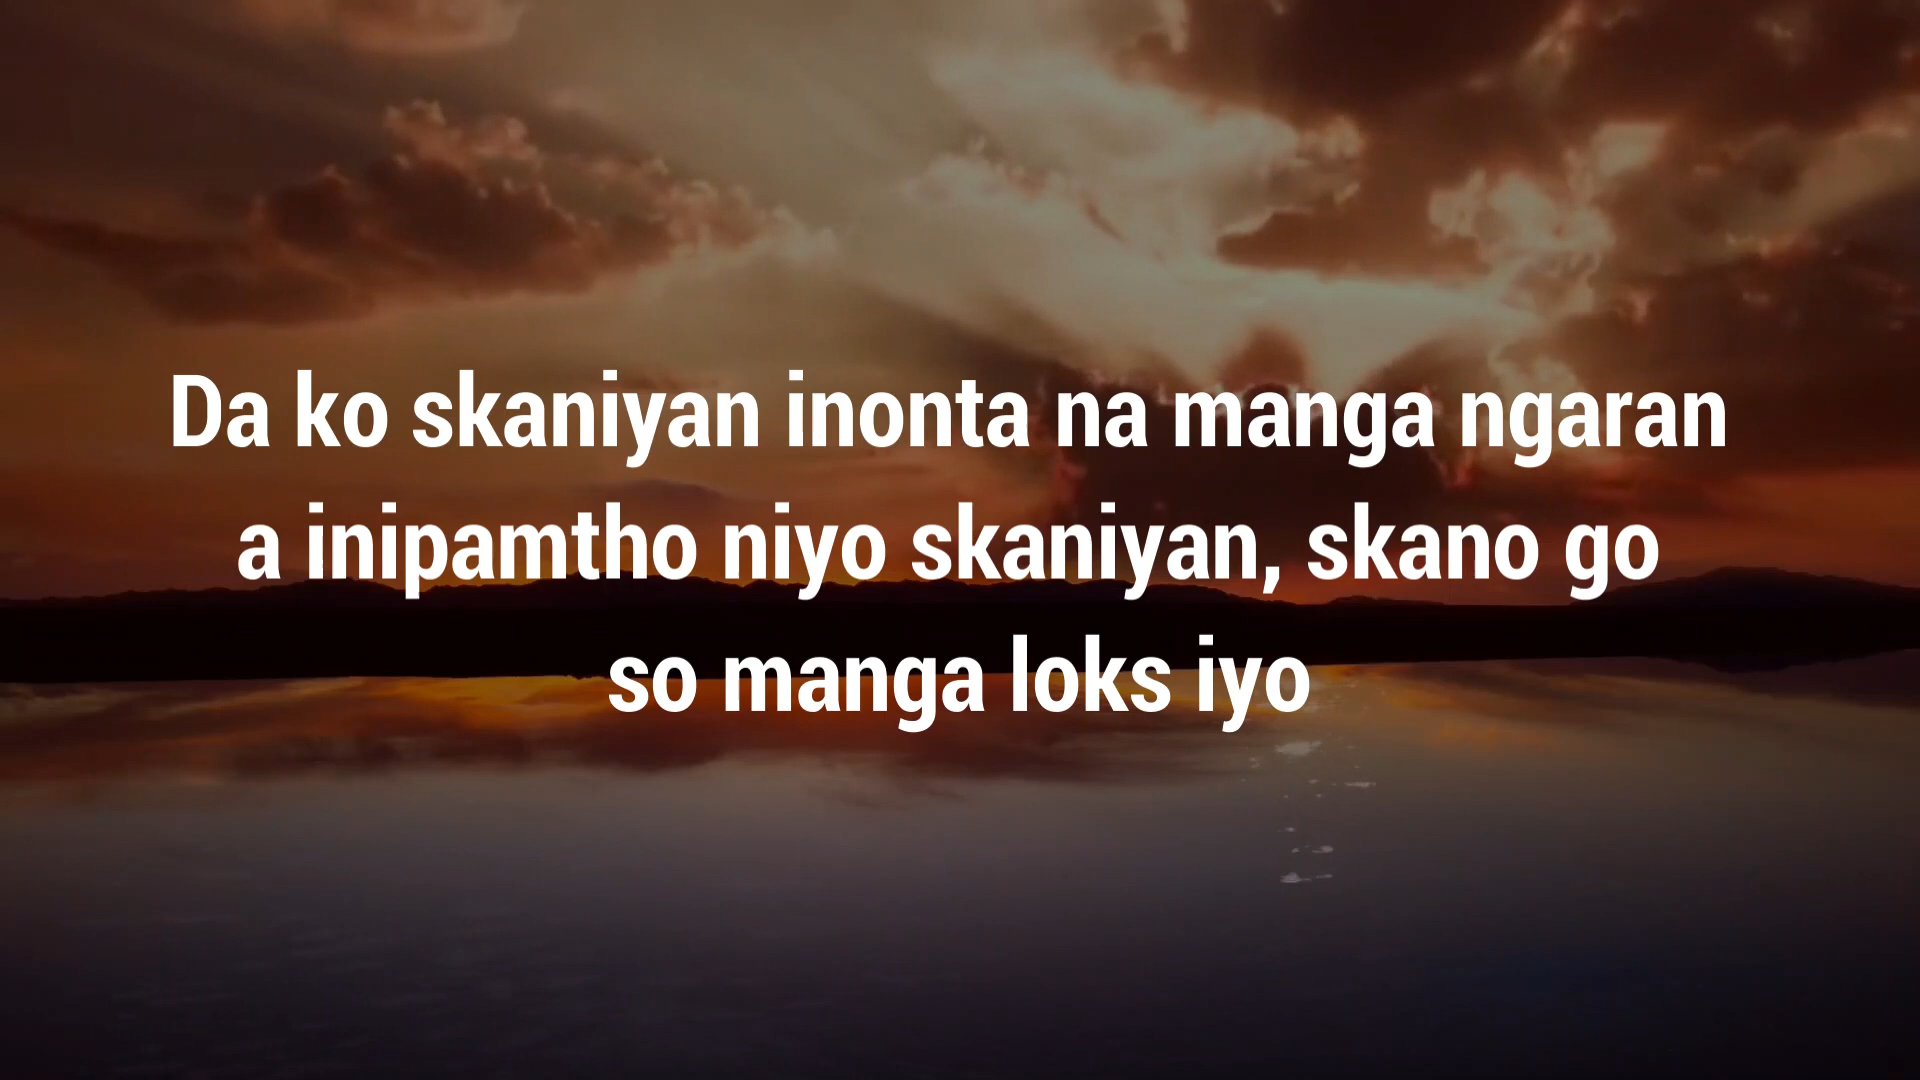 Da ko skaniyan inonta na manga ngaran
a inipamtho niyo skaniyan, skano go
so manga loks iyo